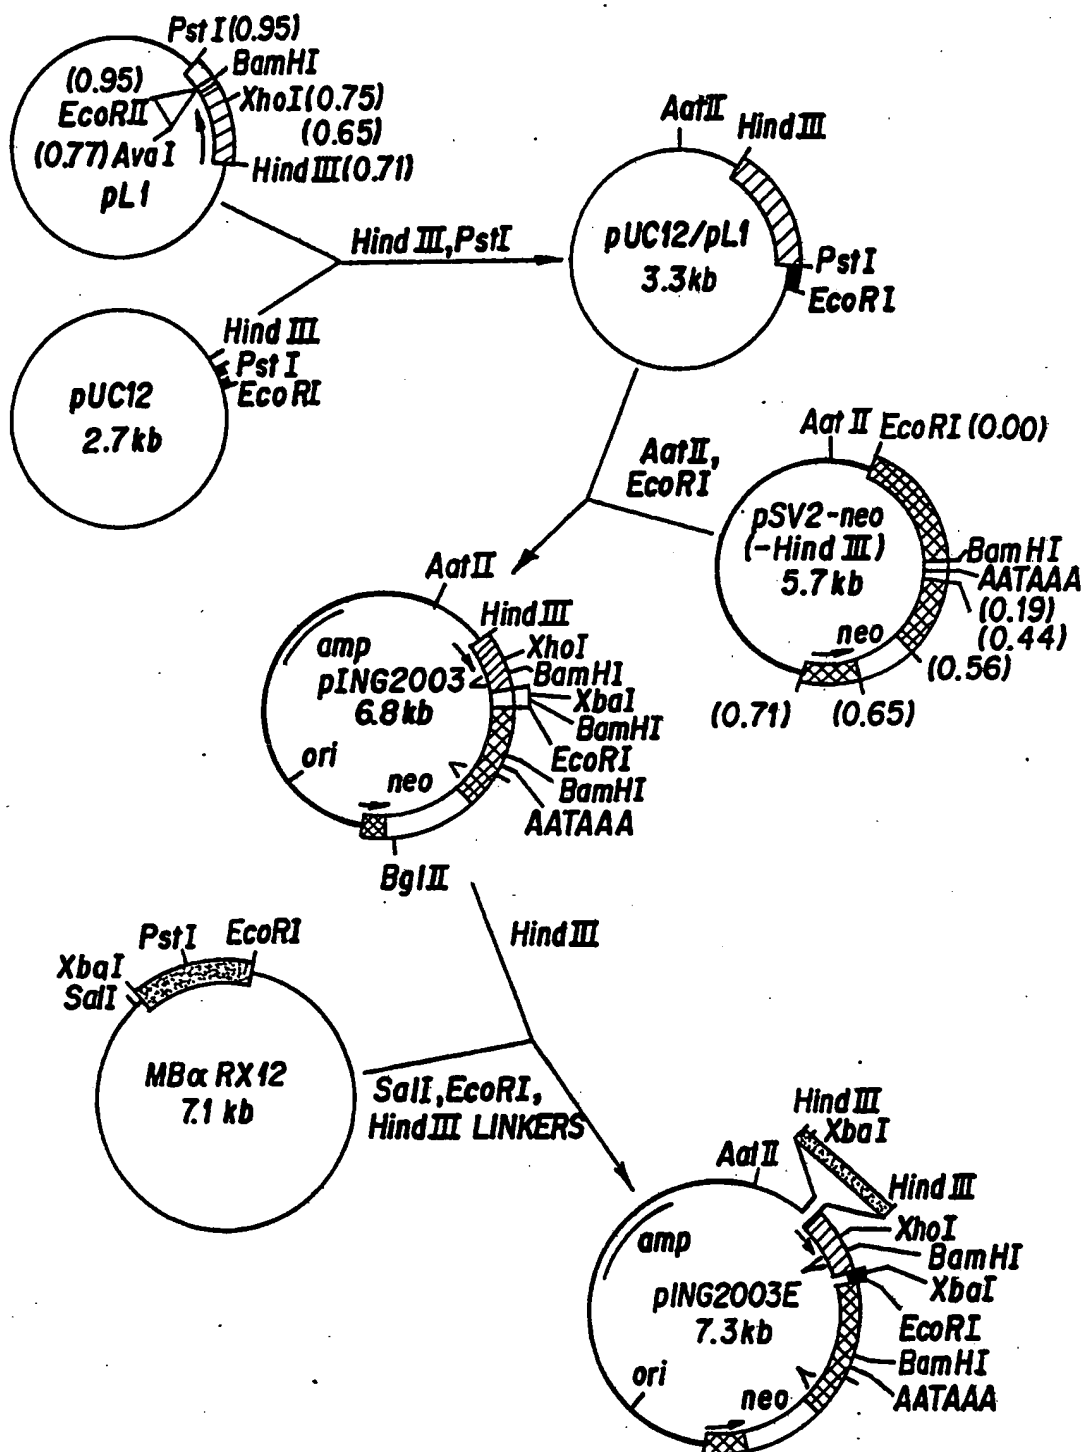 PstI(0.95)
BamHI
(0.95)
EcoRII
XhoI(0.75)
(0.65)
(0.77)AvaI
HindIII(0.71)
pL1
HindIII,PstI
AatII
HindIII
pUC12/pL1
3.3kb
PstI
EcoRI
HindIII
PstI
EcoRI
pUC12
2.7kb
AatII,
EcoRI
AatII
EcoRI(0.00)
pSV2-neo
(-HindIII)
5.7kb
BamHI
AATAAA
(0.19)
(0.44)
(0.56)
neo
(0.71)
(0.65)
AatII
HindIII
amp
XhoI
BamHI
pING2003
6.8kb
XbaI
BamHI
EcoRI
ori
neo
BamHI
AATAAA
BglII
HindIII
PstI
EcoRI
XbaI
SalI
MBα RX12
7.1 kb
SalI,EcoRI,
HindIII LINKERS
HindIII
XbaI
AatII
HindIII
XhoI
amp
BamHI
XbaI
pING2003E
7.3kb
EcoRI
BamHI
AATAAA
ori
neo